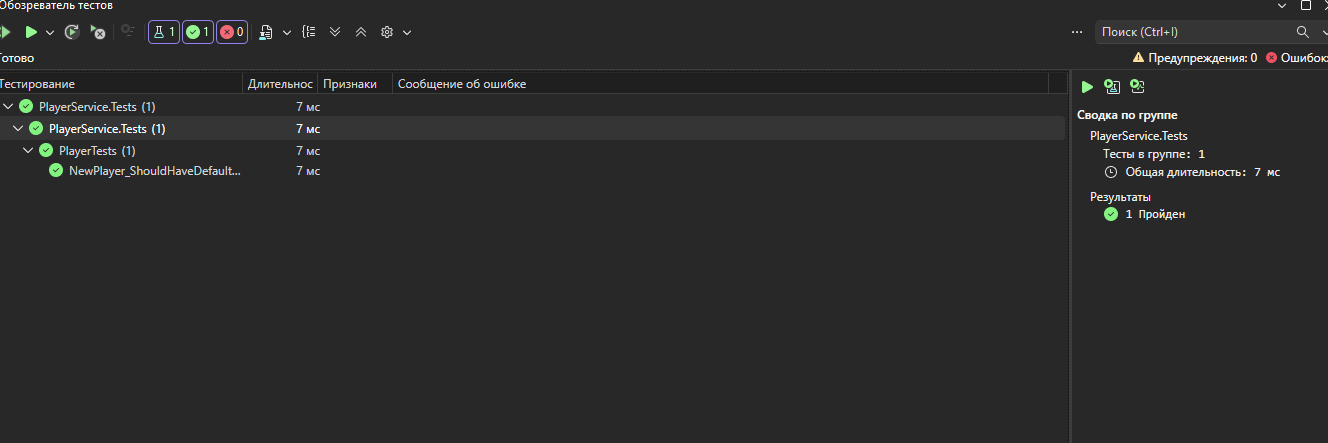 Обозреватель тестов
1 1 0
Поиск (Ctrl+I)
Готово
Предупреждения: 0 Ошибок:
Тестирование Длительнос Признаки Сообщение об ошибке
PlayerService.Tests (1) 7 мс
PlayerService.Tests (1) 7 мс
PlayerTests (1) 7 мс
NewPlayer_ShouldHaveDefault... 7 мс
Сводка по группе
PlayerService.Tests
Тесты в группе: 1
Общая длительность: 7 мс
Результаты
1 Пройден